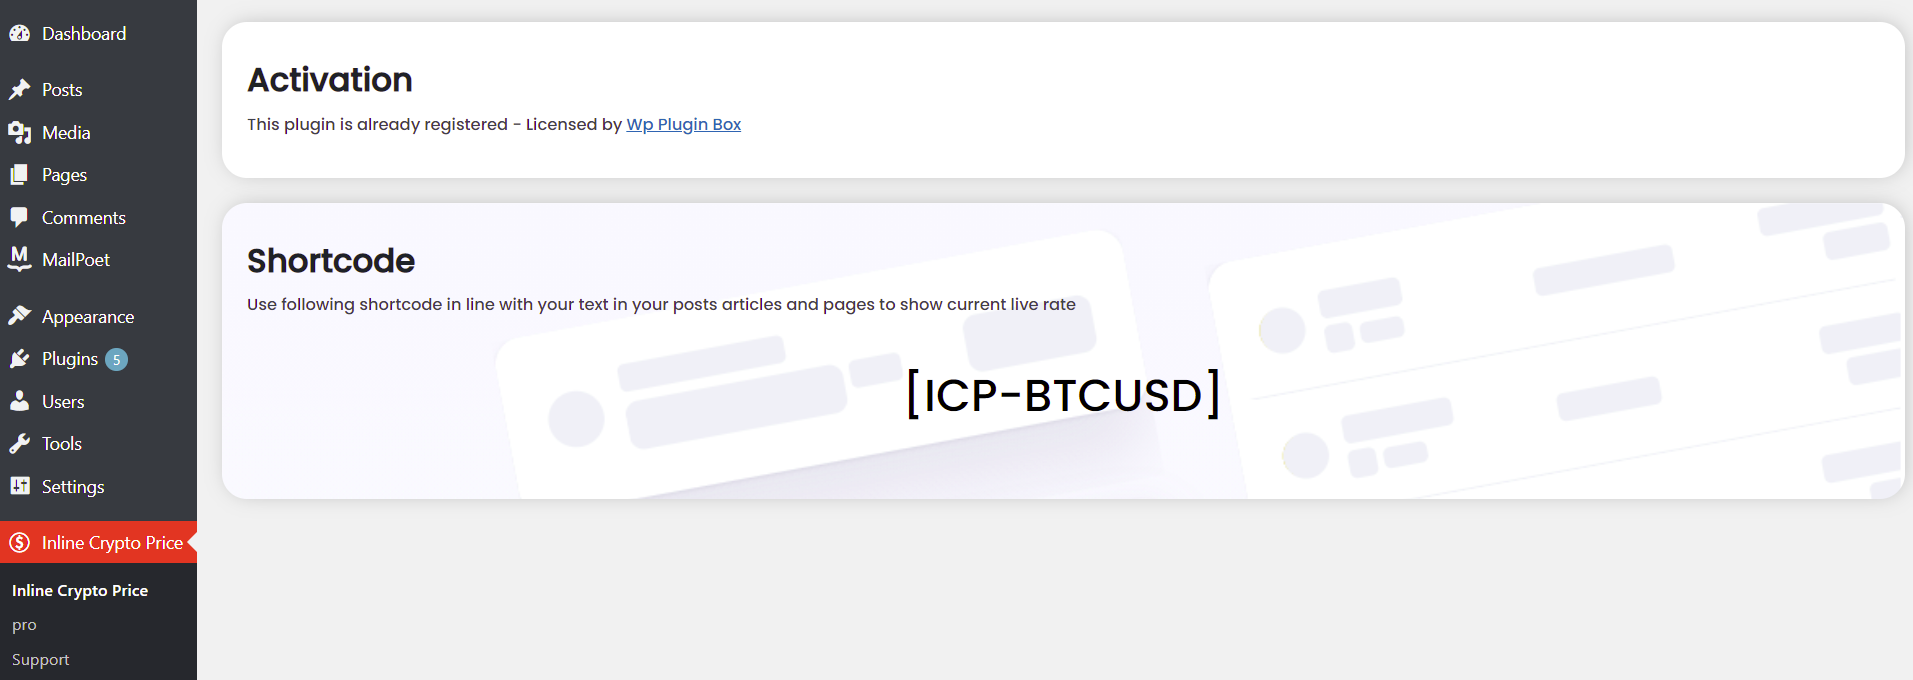 Dashboard
Posts
Media
Pages
Comments
MailPoet
Appearance
Plugins 5
Users
Tools
Settings
Inline Crypto Price
Inline Crypto Price
pro
Support
Activation
This plugin is already registered - Licensed by Wp Plugin Box
Shortcode
Use following shortcode in line with your text in your posts articles and pages to show current live rate
[ICP-BTCUSD]